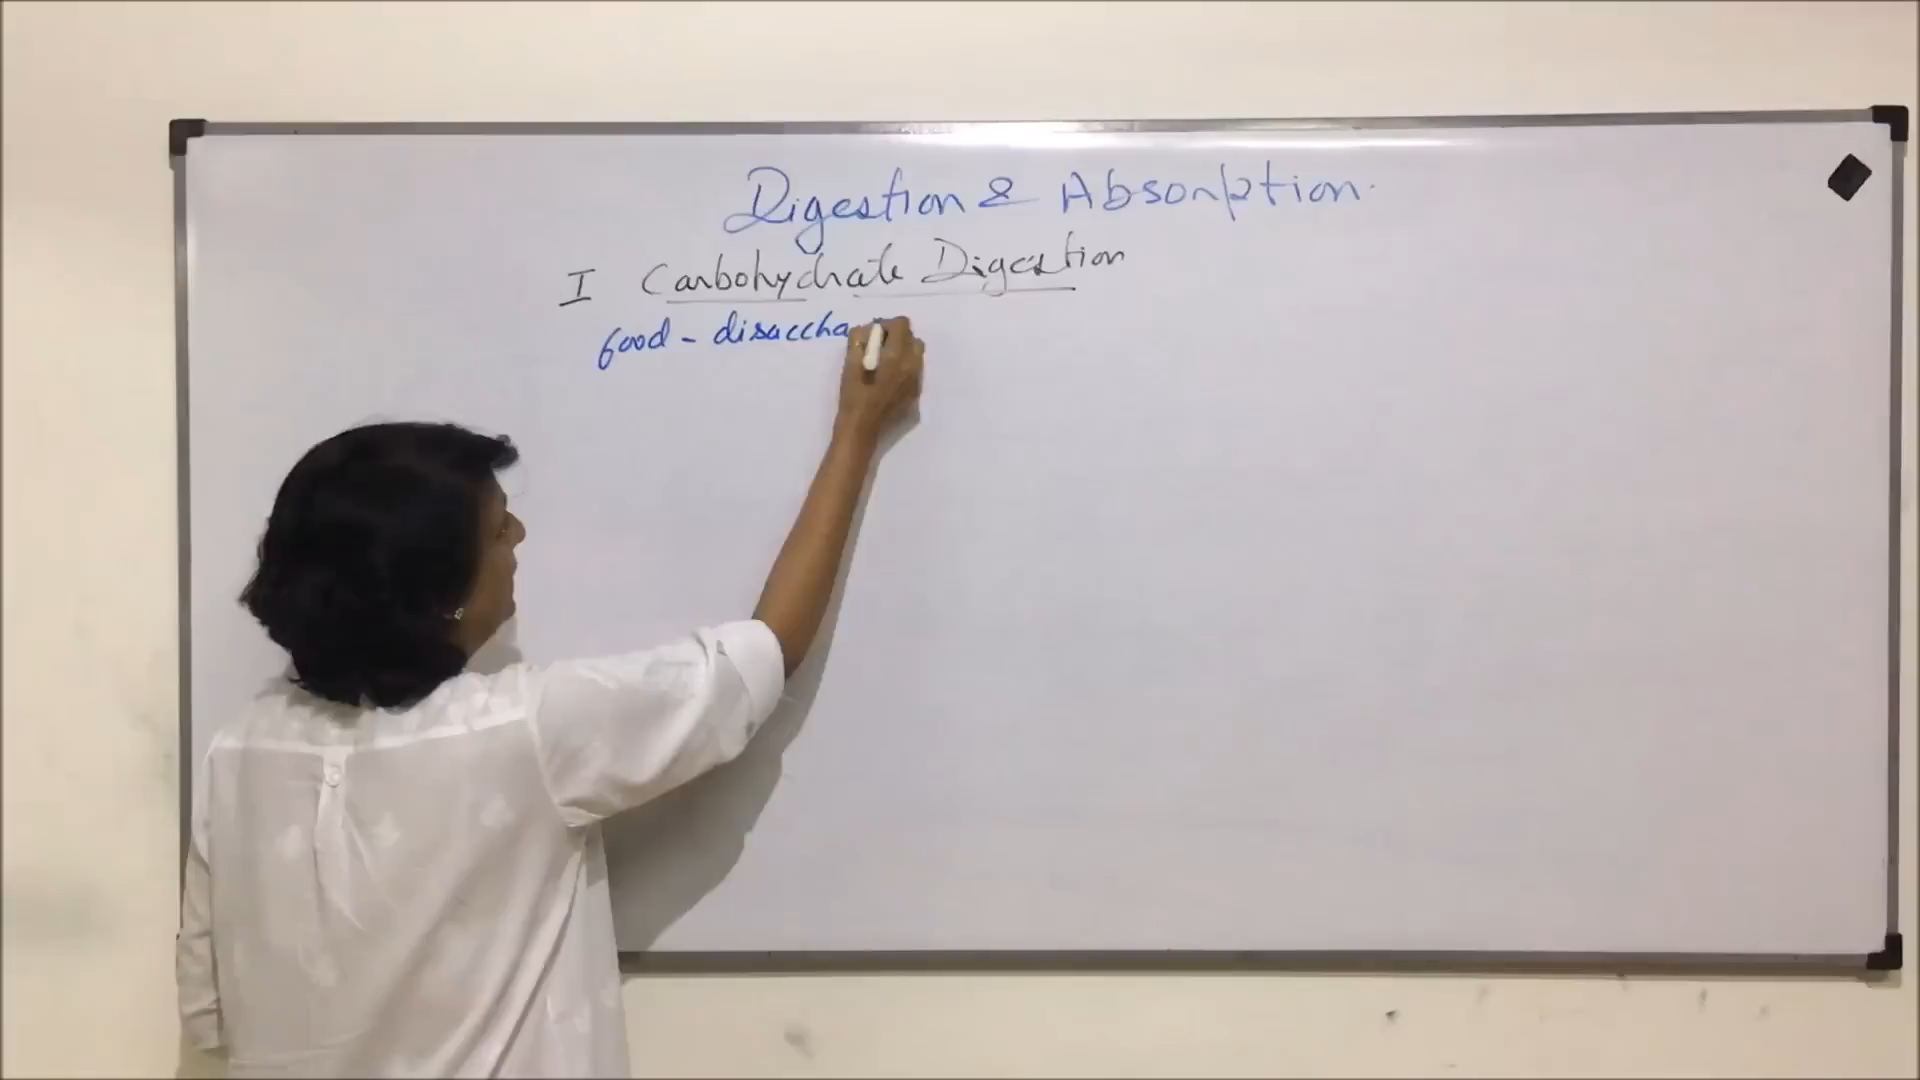 Digestion & Absorption.
I Carbohydrate Digestion
food - disaccha